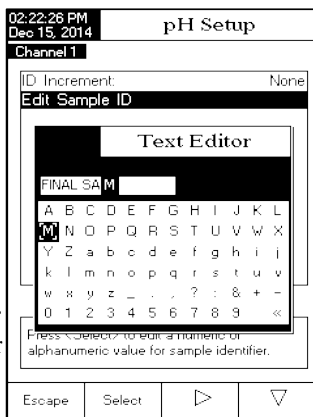 02:22:26 PM
Dec 15, 2014
pH Setup
Channel 1
ID Increment: None
Edit Sample ID
Text Editor
FINAL SAM
A B C D E F G H I J K L
M N O P Q R S T U V W X
Y Z a b c d e f g h i j
k l m n o p q r s t u v
w x y z _ . , ? : & + -
0 1 2 3 4 5 6 7 8 9 «
Press <Select> to edit a numeric or
alphanumeric value for sample identifier.
Escape Select ▷ ▽